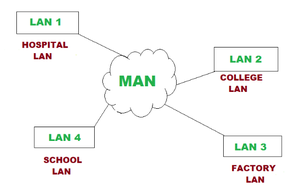 LAN 1
HOSPITAL
LAN
LAN 2
COLLEGE
LAN
MAN
LAN 4
SCHOOL
LAN
LAN 3
FACTORY
LAN